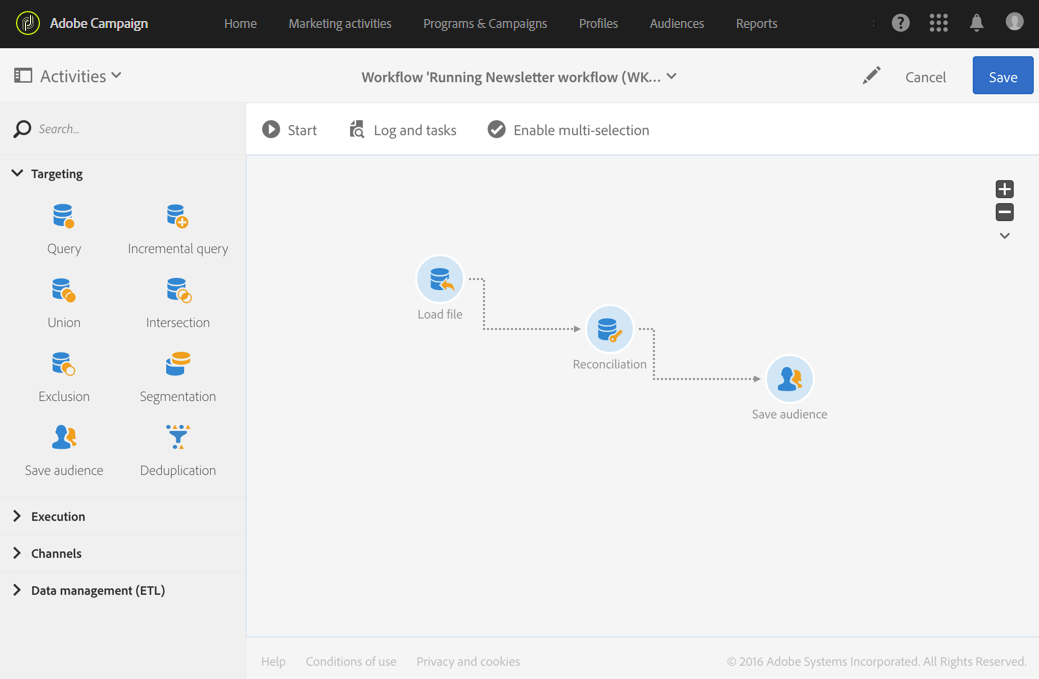 Adobe Campaign
Home
Marketing activities
Programs & Campaigns
Profiles
Audiences
Reports
Activities
Workflow 'Running Newsletter workflow (WK...
Cancel
Save
Search...
Start
Log and tasks
Enable multi-selection
Targeting
Query
Incremental query
Union
Intersection
Exclusion
Segmentation
Save audience
Deduplication
Execution
Channels
Data management (ETL)
Load file
Reconciliation
Save audience
Help
Conditions of use
Privacy and cookies
© 2016 Adobe Systems Incorporated. All Rights Reserved.